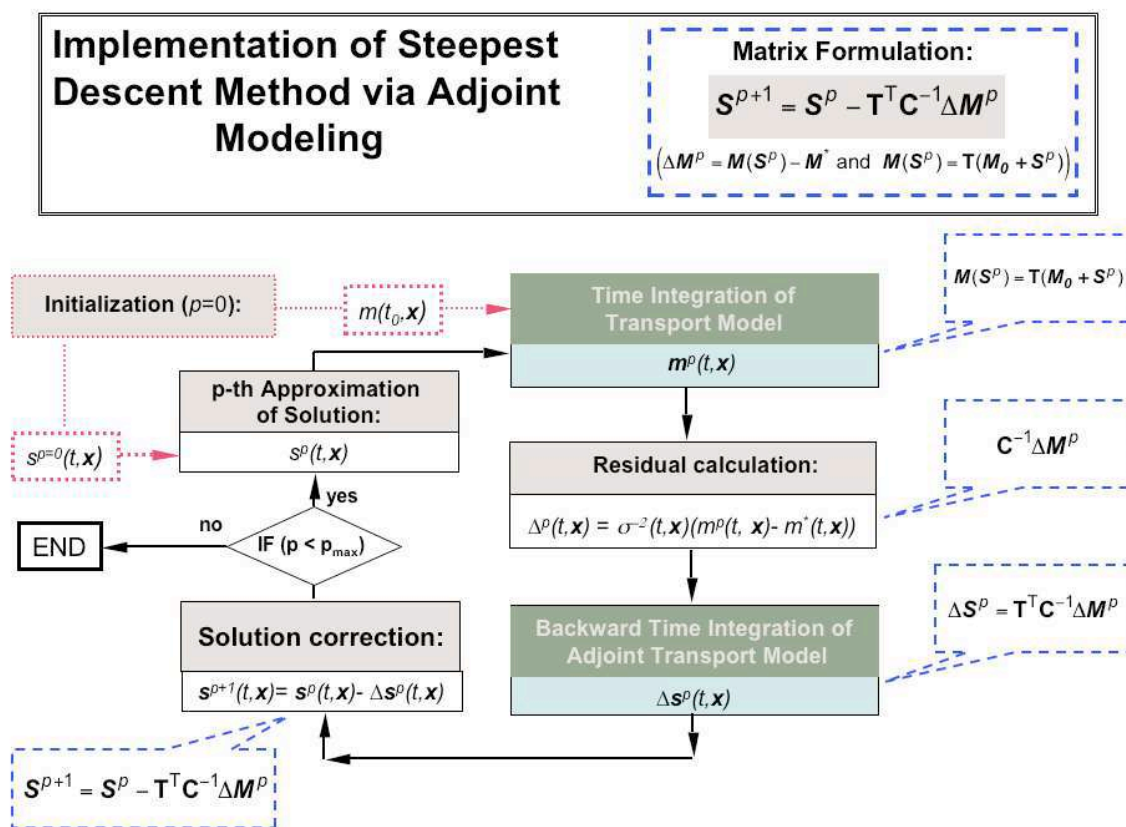 Implementation of Steepest
Descent Method via Adjoint
Modeling
Matrix Formulation:
S^{p+1} = S^p − T^T C^{-1} ΔM^p
(ΔM^p = M(S^p) − M^* and M(S^p) = T(M_0 + S^p))
M(S^p) = T(M_0 + S^p)
Initialization (p=0):
m(t_0,x)
Time Integration of
Transport Model
m^p(t,x)
p-th Approximation
of Solution:
s^p(t,x)
s^{p=0}(t,x)
C^{-1} ΔM^p
Residual calculation:
Δ^p(t,x) = σ^{-2}(t,x)(m^p(t, x)- m^*(t,x))
yes
no
END
IF (p < p_max)
ΔS^p = T^T C^{-1} ΔM^p
Solution correction:
s^{p+1}(t,x)= s^p(t,x)- Δs^p(t,x)
Backward Time Integration of
Adjoint Transport Model
Δs^p(t,x)
S^{p+1} = S^p − T^T C^{-1} ΔM^p